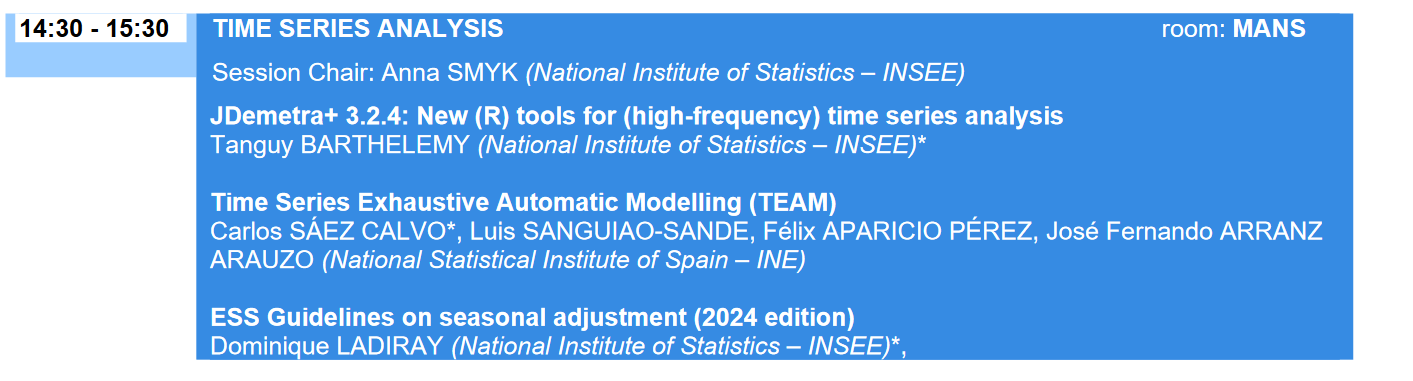 14:30 - 15:30
TIME SERIES ANALYSIS room: MANS
Session Chair: Anna SMYK (National Institute of Statistics – INSEE)
JDemetra+ 3.2.4: New (R) tools for (high-frequency) time series analysis
Tanguy BARTHELEMY (National Institute of Statistics – INSEE)*
Time Series Exhaustive Automatic Modelling (TEAM)
Carlos SÁEZ CALVO*, Luis SANGUIAO-SANDE, Félix APARICIO PÉREZ, José Fernando ARRANZ
ARAUZO (National Statistical Institute of Spain – INE)
ESS Guidelines on seasonal adjustment (2024 edition)
Dominique LADIRAY (National Institute of Statistics – INSEE)*,